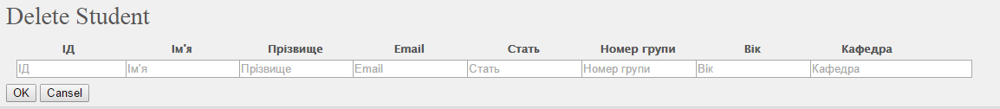 Delete Student
ІД Ім'я Прізвище Email Стать Номер групи Вік Кафедра
ІД Ім'я Прізвище Email Стать Номер групи Вік Кафедра
OK Cansel